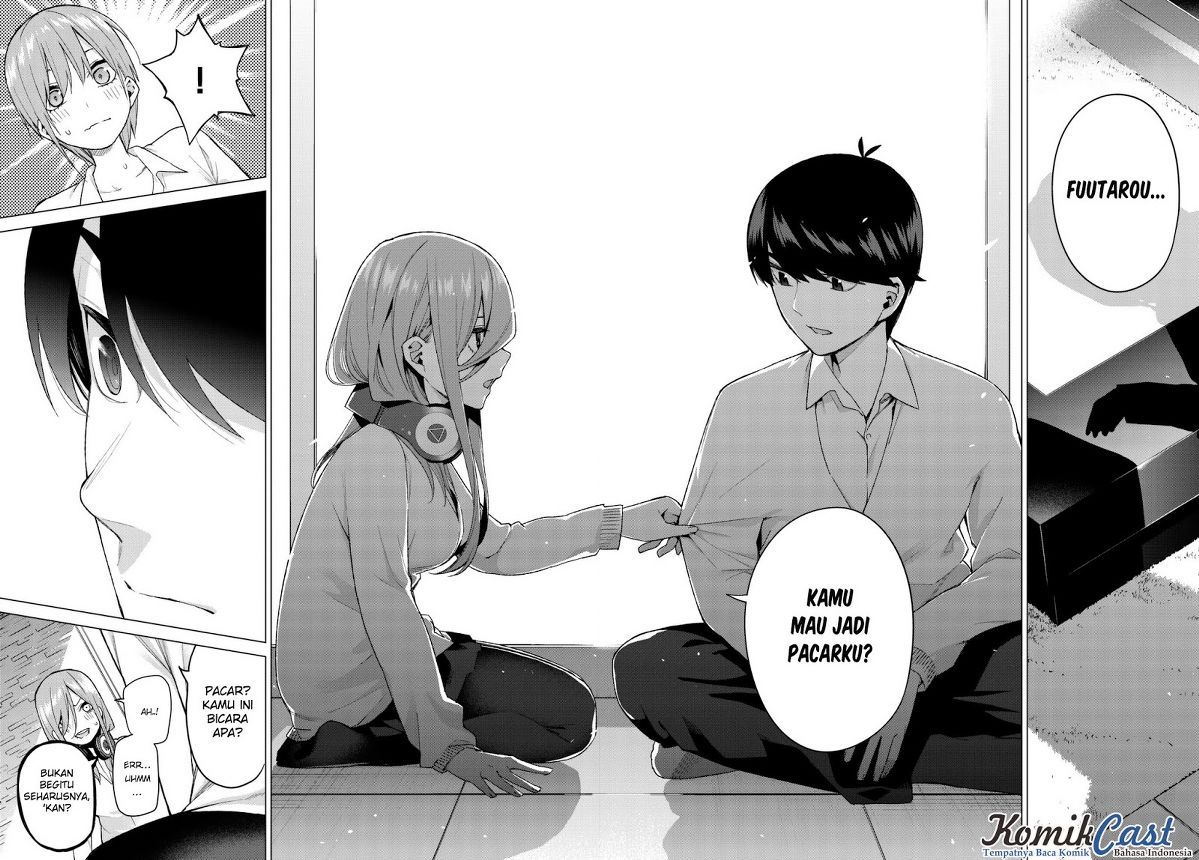 FUUTAROU...
KAMU
MAU JADI
PACARKU?
!
PACAR?
KAMU INI
BICARA
APA?
AH..!
ERR...
UHMM
...
BUKAN
BEGITU
SEHARUSNYA,
'KAN?
KomikCast
Tempatnya Baca Komik Bahasa Indonesia